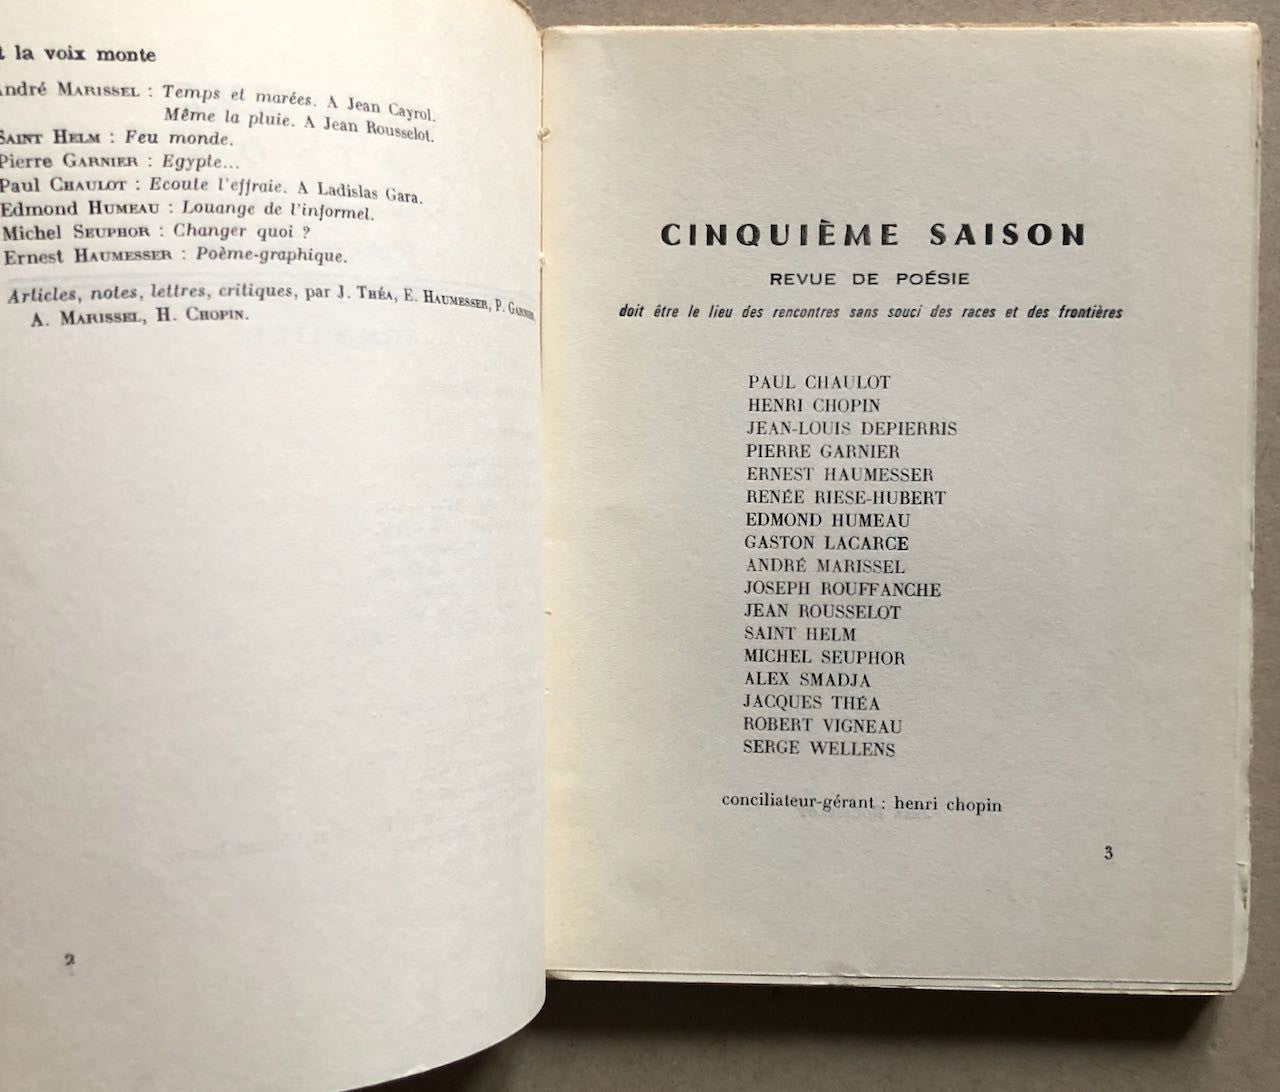 t la voix monte
André MARISSEL : Temps et marées. A Jean Cayrol.
Même la pluie. A Jean Rousselot.
SAINT HELM : Feu monde.
Pierre GARNIER : Egypte...
Paul CHAULOT : Ecoute l'effraie. A Ladislas Gara.
Edmond HUMEAU : Louange de l'informel.
Michel SEUPHOR : Changer quoi ?
Ernest HAUMESSER : Poème-graphique.
Articles, notes, lettres, critiques, par J. THÉA, E. HAUMESSER, P. GARNIER,
A. MARISSEL, H. CHOPIN.
2
CINQUIÈME SAISON
REVUE DE POÉSIE
doit être le lieu des rencontres sans souci des races et des frontières
PAUL CHAULOT
HENRI CHOPIN
JEAN-LOUIS DEPIERRIS
PIERRE GARNIER
ERNEST HAUMESSER
RENÉE RIESE-HUBERT
EDMOND HUMEAU
GASTON LACARCE
ANDRÉ MARISSEL
JOSEPH ROUFFANCHE
JEAN ROUSSELOT
SAINT HELM
MICHEL SEUPHOR
ALEX SMADJA
JACQUES THÉA
ROBERT VIGNEAU
SERGE WELLENS
conciliateur-gérant : henri chopin
3